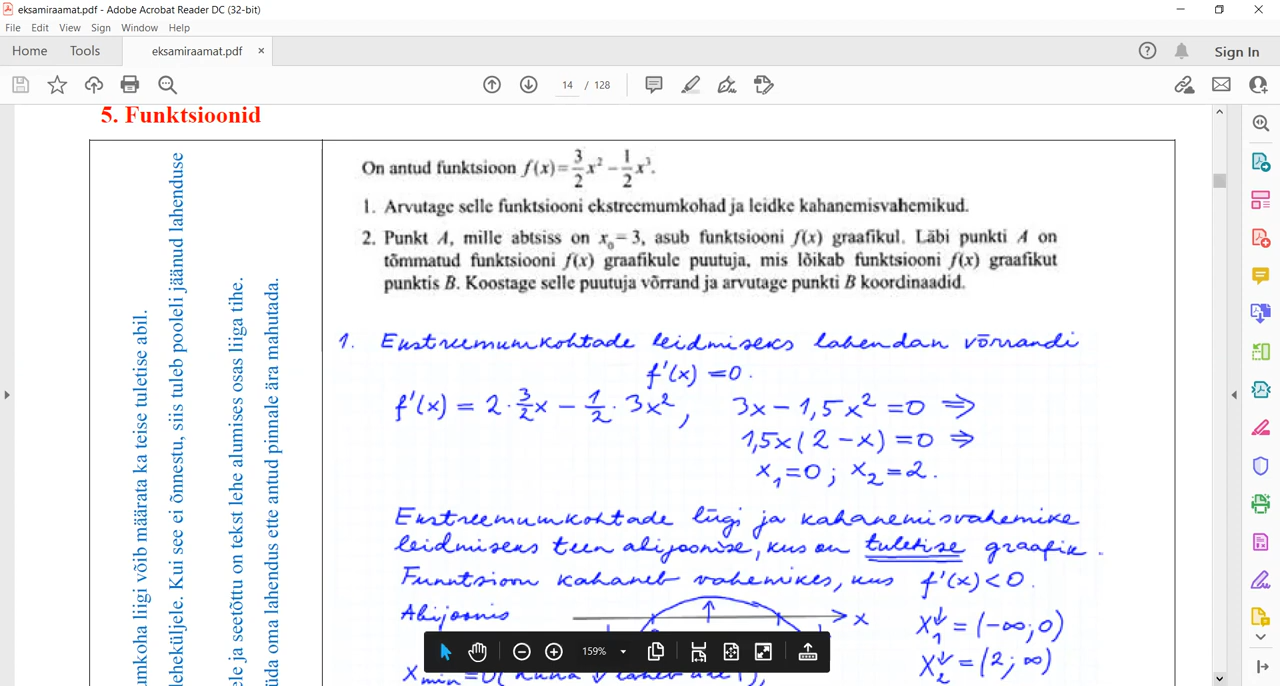 eksamiraamat.pdf - Adobe Acrobat Reader DC (32-bit)
File Edit View Sign Window Help
Home Tools eksamiraamat.pdf × Sign In
14 / 128
5. Funktsioonid
umkoha liigi võib määrata ka teise tuletise abil.
leheküljele. Kui see ei õnnestu, siis tuleb pooleli jäänud lahenduse
ele ja seetõttu on tekst lehe alumises osas liiga tihe.
üda oma lahendus ette antud pinnale ära mahutada.
On antud funktsioon f(x)=3/2x² − 1/2x³.
1. Arvutage selle funktsiooni ekstreemumkohad ja leidke kahanemisvahemikud.
2. Punkt A, mille abtsiss on x₀ = 3, asub funktsiooni f(x) graafikul. Läbi punkti A on
tõmmatud funktsiooni f(x) graafikule puutuja, mis lõikab funktsiooni f(x) graafikut
punktis B. Koostage selle puutuja võrrand ja arvutage punkti B koordinaadid.
1. Ekstreemumkohtade leidmiseks lahendan võrrandi
f'(x) = 0.
f'(x) = 2·3/2x − 1/2·3x², 3x − 1,5x² = 0 ⇒
1,5x(2 − x) = 0 ⇒
x₁ = 0; x₂ = 2.
Ekstreemumkohtade liigi ja kahanemisvahemike
leidmiseks teen abijoonise, kus on tuletise graafik.
Funktsioon kahaneb vahemikes, kus f'(x) < 0.
Abijoonis x X₁↓ = (−∞; 0)
X₂↓ = (2; ∞)
159%